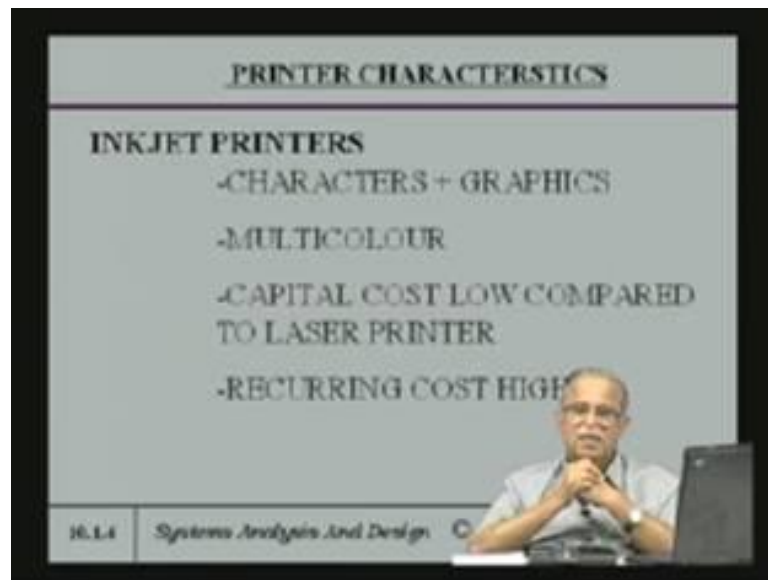 PRINTER CHARACTERSTICS
INKJET PRINTERS
-CHARACTERS + GRAPHICS
-MULTICOLOUR
-CAPITAL COST LOW COMPARED
TO LASER PRINTER
-RECURRING COST HIGH
10.1.4 Systems Analysis And Design ©